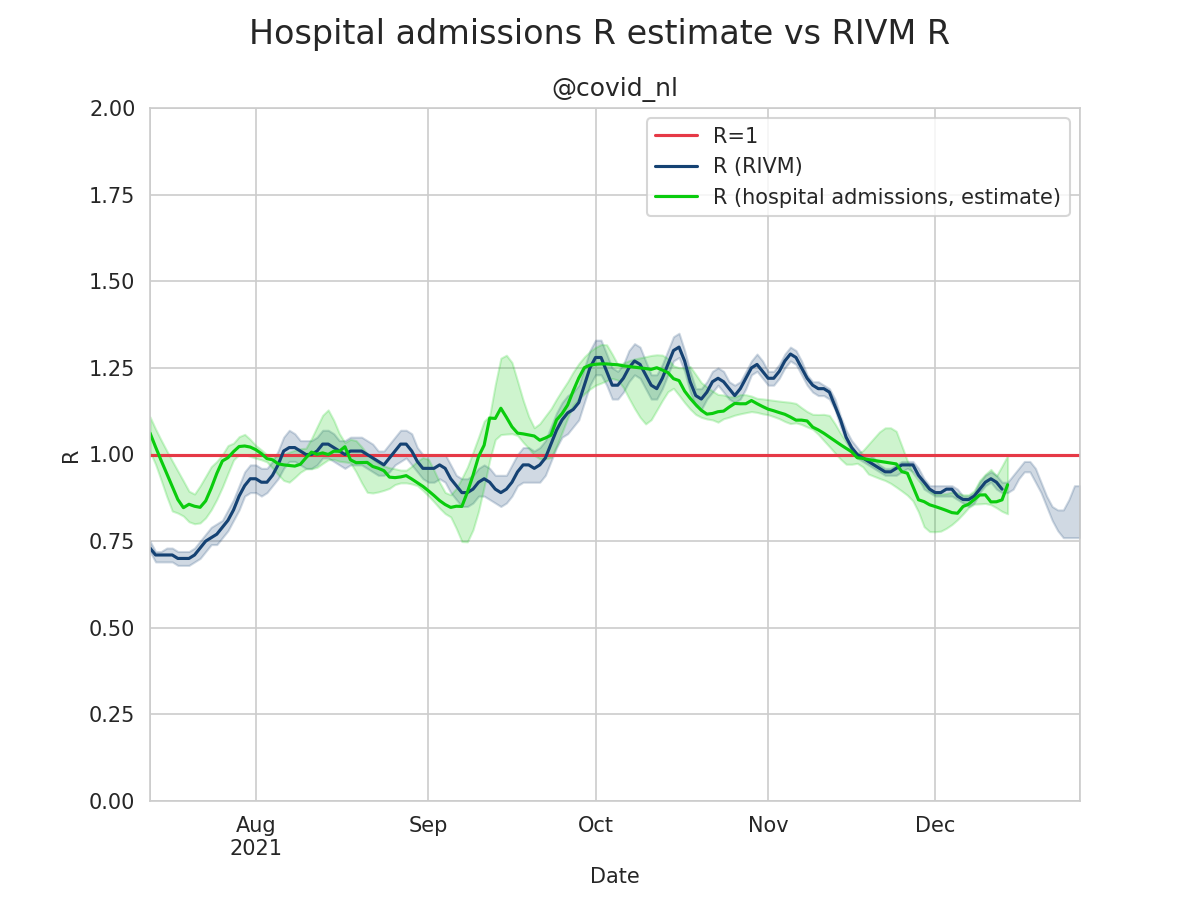 Hospital admissions R estimate vs RIVM R
@covid_nl
2.00
R=1
R (RIVM)
R (hospital admissions, estimate)
1.75
1.50
1.25
1.00
R
0.75
0.50
0.25
0.00
Aug Sep Oct Nov Dec
2021
Date